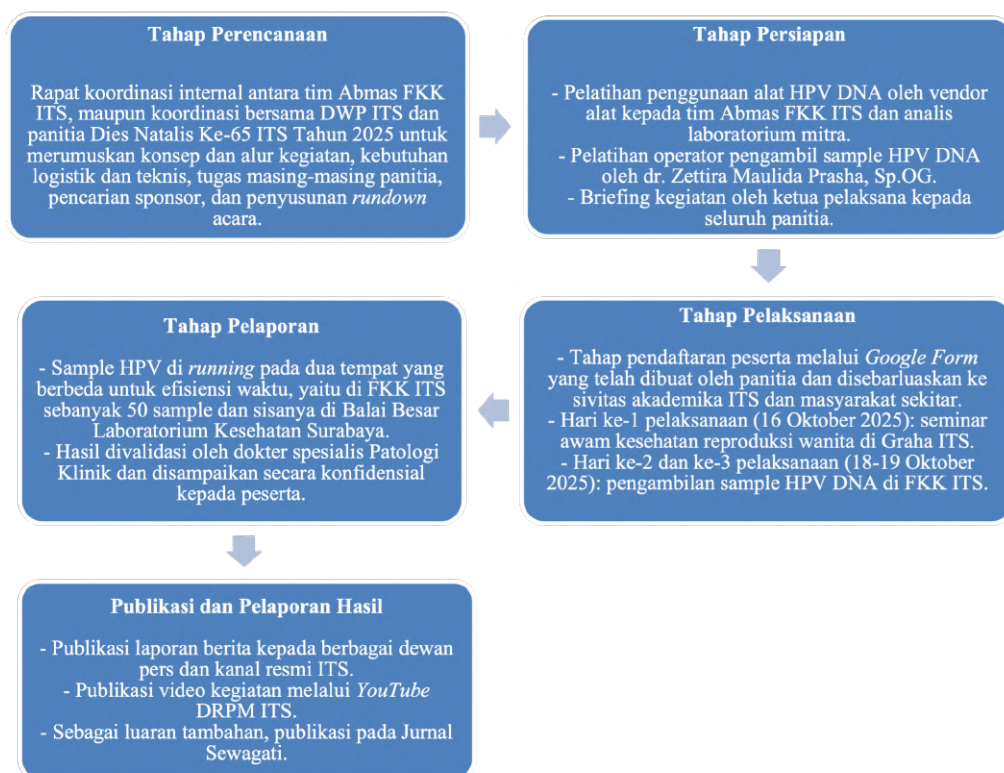 Tahap Perencanaan
Rapat koordinasi internal antara tim Abmas FKK
ITS, maupun koordinasi bersama DWP ITS dan
panitia Dies Natalis Ke-65 ITS Tahun 2025 untuk
merumuskan konsep dan alur kegiatan, kebutuhan
logistik dan teknis, tugas masing-masing panitia,
pencarian sponsor, dan penyusunan rundown
acara.
Tahap Persiapan
- Pelatihan penggunaan alat HPV DNA oleh vendor
alat kepada tim Abmas FKK ITS dan analis
laboratorium mitra.
- Pelatihan operator pengambil sample HPV DNA
oleh dr. Zettira Maulida Prasha, Sp.OG.
- Briefing kegiatan oleh ketua pelaksana kepada
seluruh panitia.
Tahap Pelaksanaan
- Tahap pendaftaran peserta melalui Google Form
yang telah dibuat oleh panitia dan disebarluaskan ke
sivitas akademika ITS dan masyarakat sekitar.
- Hari ke-1 pelaksanaan (16 Oktober 2025): seminar
awam kesehatan reproduksi wanita di Graha ITS.
- Hari ke-2 dan ke-3 pelaksanaan (18-19 Oktober
2025): pengambilan sample HPV DNA di FKK ITS.
Tahap Pelaporan
- Sample HPV di running pada dua tempat yang
berbeda untuk efisiensi waktu, yaitu di FKK ITS
sebanyak 50 sample dan sisanya di Balai Besar
Laboratorium Kesehatan Surabaya.
- Hasil divalidasi oleh dokter spesialis Patologi
Klinik dan disampaikan secara konfidensial
kepada peserta.
Publikasi dan Pelaporan Hasil
- Publikasi laporan berita kepada berbagai dewan
pers dan kanal resmi ITS.
- Publikasi video kegiatan melalui YouTube
DRPM ITS.
- Sebagai luaran tambahan, publikasi pada Jurnal
Sewagati.